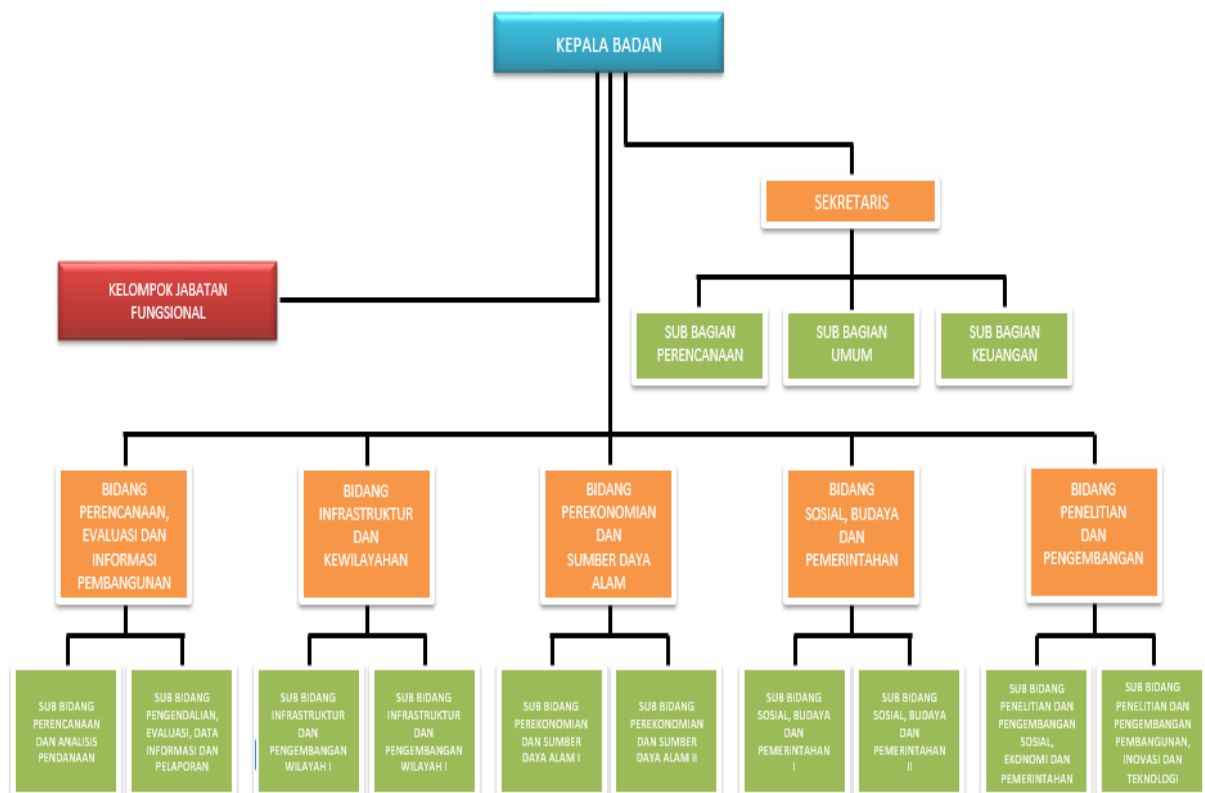 KEPALA BADAN
SEKRETARIS
KELOMPOK JABATAN
FUNGSIONAL
SUB BAGIAN
PERENCANAAN
SUB BAGIAN
UMUM
SUB BAGIAN
KEUANGAN
BIDANG
PERENCANAAN,
EVALUASI DAN
INFORMASI
PEMBANGUNAN
BIDANG
INFRASTRUKTUR
DAN
KEWILAYAHAN
BIDANG
PEREKONOMIAN
DAN
SUMBER DAYA
ALAM
BIDANG
SOSIAL, BUDAYA
DAN
PEMERINTAHAN
BIDANG
PENELITIAN
DAN
PENGEMBANGAN
SUB BIDANG
PERENCANAAN
DAN ANALISIS
PENDANAAN
SUB BIDANG
PENGENDALIAN,
EVALUASI, DATA
INFORMASI DAN
PELAPORAN
SUB BIDANG
INFRASTRUKTUR
DAN
PENGEMBANGAN
WILAYAH I
SUB BIDANG
INFRASTRUKTUR
DAN
PENGEMBANGAN
WILAYAH I
SUB BIDANG
PEREKONOMIAN
DAN SUMBER
DAYA ALAM I
SUB BIDANG
PEREKONOMIAN
DAN SUMBER
DAYA ALAM II
SUB BIDANG
SOSIAL, BUDAYA
DAN
PEMERINTAHAN
I
SUB BIDANG
SOSIAL, BUDAYA
DAN
PEMERINTAHAN
II
SUB BIDANG
PENELITIAN DAN
PENGEMBANGAN
SOSIAL,
EKONOMI DAN
PEMERINTAHAN
SUB BIDANG
PENELITIAN DAN
PENGEMBANGAN
PEMBANGUNAN,
INOVASI DAN
TEKNOLOGI